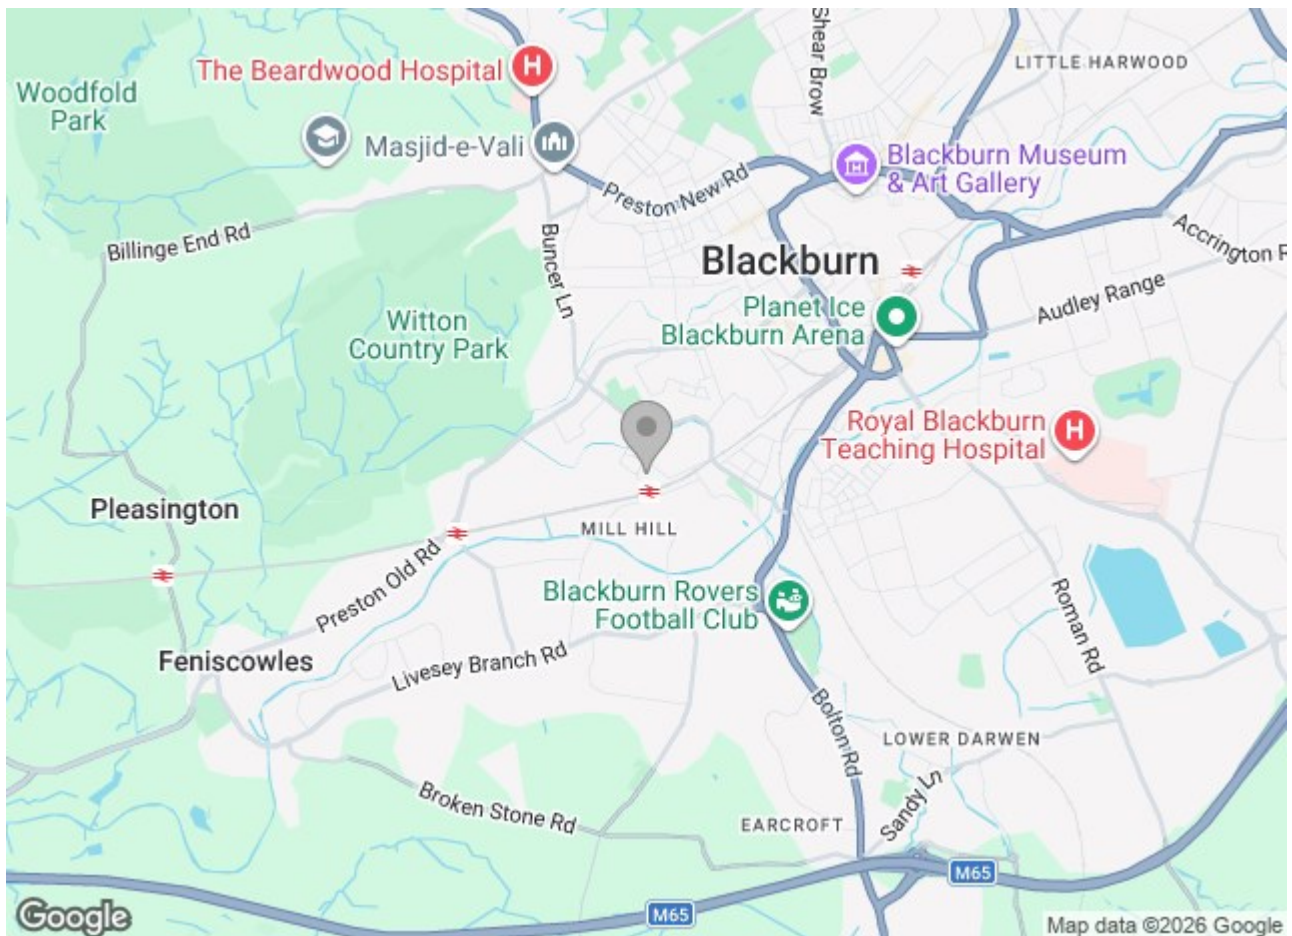 Shear Brow
LITTLE HARWOOD
The Beardwood Hospital
H
Woodfold
Park
Masjid-e-Vali
Blackburn Museum
& Art Gallery
Preston New Rd
Billinge End Rd
Buncer Ln
Accrington R
Blackburn
Audley Range
Planet Ice
Blackburn Arena
Witton
Country Park
Royal Blackburn
Teaching Hospital
H
Pleasington
MILL HILL
Preston Old Rd
Blackburn Rovers
Football Club
Roman Rd
Feniscowles
Livesey Branch Rd
Bolton Rd
LOWER DARWEN
Sandy Ln
Broken Stone Rd
EARCROFT
M65
M65
Google
Map data ©2026 Google